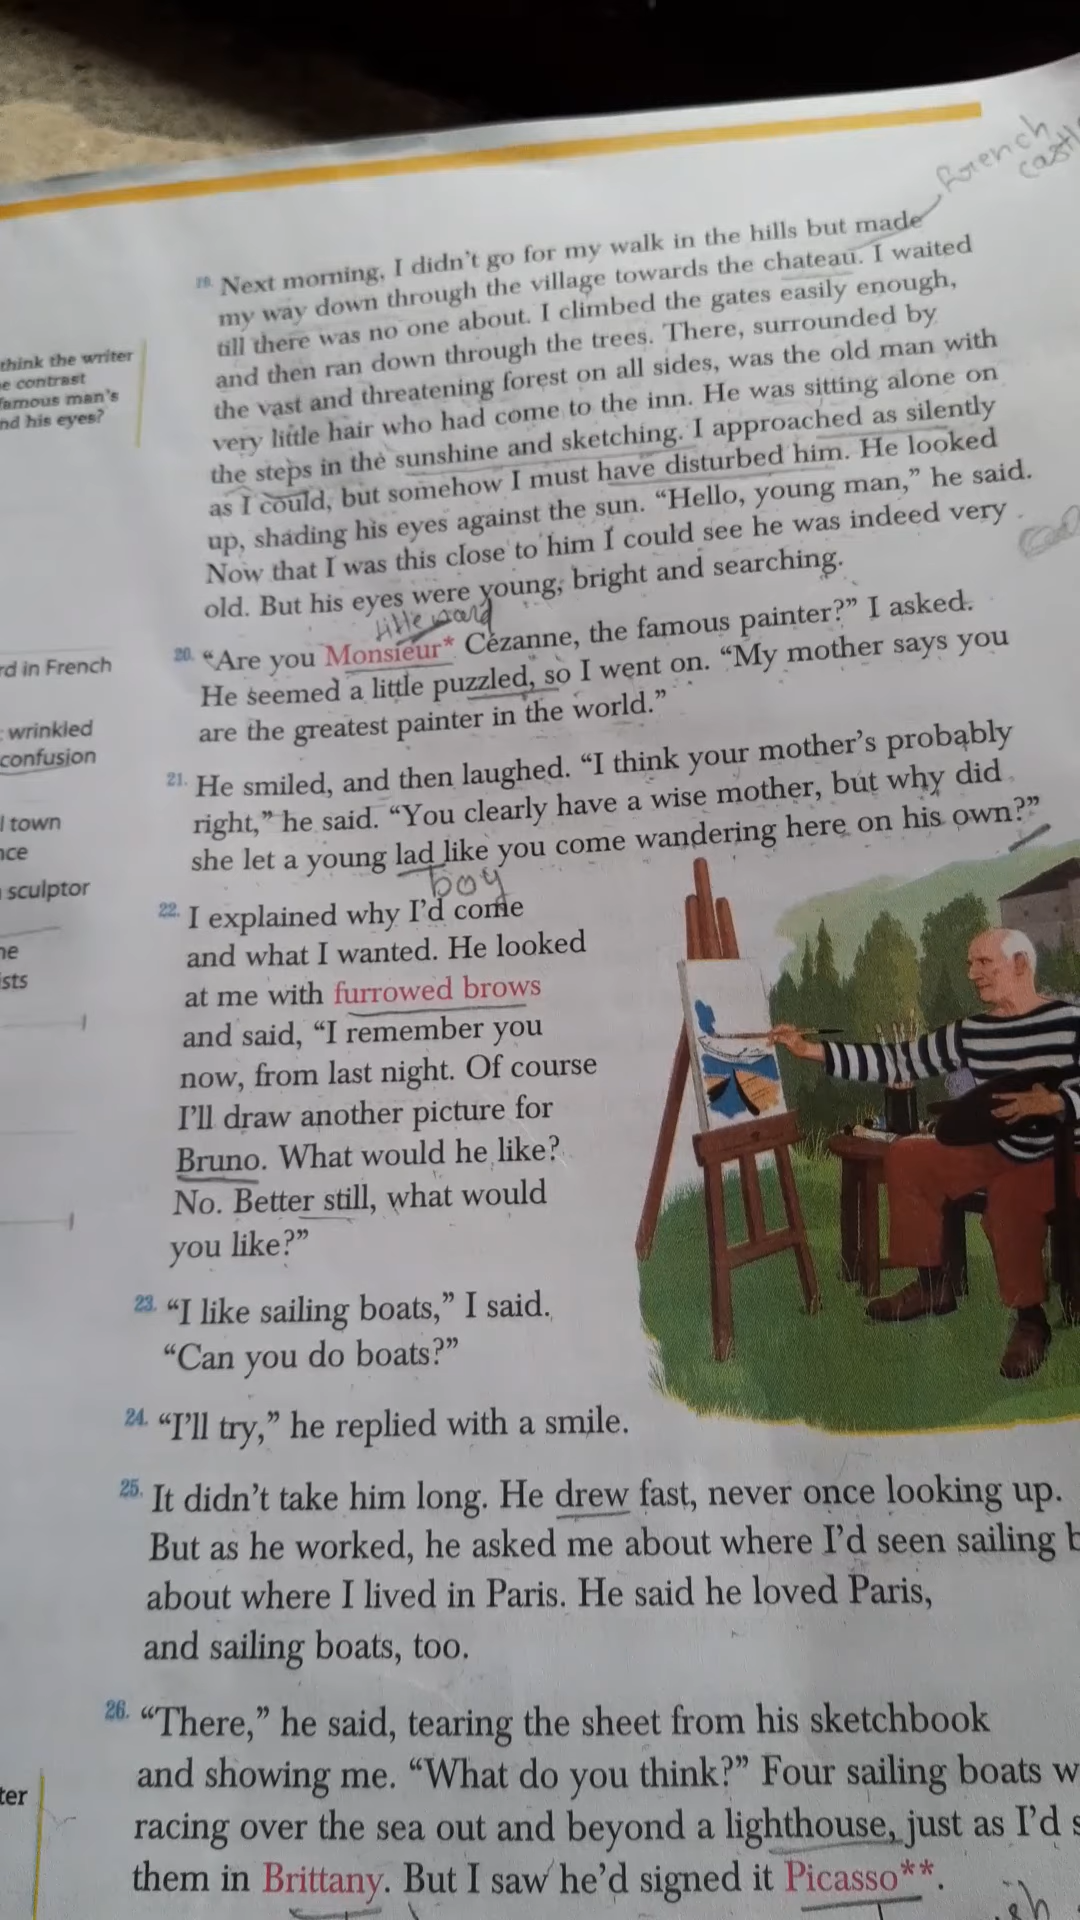 French
castle
19. Next morning, I didn't go for my walk in the hills but made
my way down through the village towards the chateau. I waited
till there was no one about. I climbed the gates easily enough,
and then ran down through the trees. There, surrounded by
the vast and threatening forest on all sides, was the old man with
very little hair who had come to the inn. He was sitting alone on
the steps in the sunshine and sketching. I approached as silently
as I could, but somehow I must have disturbed him. He looked
up, shading his eyes against the sun. “Hello, young man,” he said.
Now that I was this close to him I could see he was indeed very
old. But his eyes were young, bright and searching.
think the writer
contrast
famous man's
his eyes?
20. “Are you Monsieur* Cézanne, the famous painter?” I asked.
He seemed a little puzzled, so I went on. “My mother says you
are the greatest painter in the world.”
in French
wrinkled
confusion
21. He smiled, and then laughed. “I think your mother's probably
right,” he said. “You clearly have a wise mother, but why did
she let a young lad like you come wandering here on his own?”
boy
town
sculptor
22. I explained why I'd come
and what I wanted. He looked
at me with furrowed brows
and said, “I remember you
now, from last night. Of course
I'll draw another picture for
Bruno. What would he like?
No. Better still, what would
you like?”
23. “I like sailing boats,” I said.
“Can you do boats?”
24. “I'll try,” he replied with a smile.
25. It didn't take him long. He drew fast, never once looking up.
But as he worked, he asked me about where I'd seen sailing
about where I lived in Paris. He said he loved Paris,
and sailing boats, too.
26. “There,” he said, tearing the sheet from his sketchbook
and showing me. “What do you think?” Four sailing boats
racing over the sea out and beyond a lighthouse, just as I'd
them in Brittany. But I saw he'd signed it Picasso**.